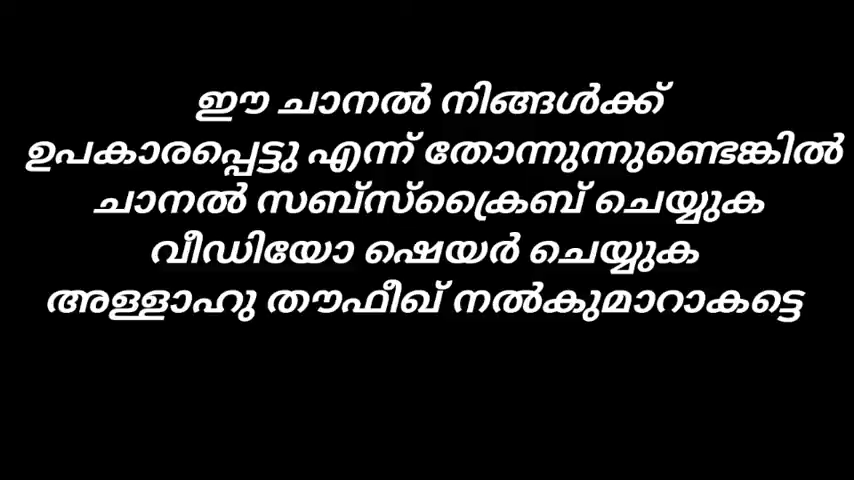 ഈ ചാനൽ നിങ്ങൾക്ക്
ഉപകാരപ്പെട്ടു എന്ന് തോന്നുന്നുണ്ടെങ്കിൽ
ചാനൽ സബ്സ്ക്രൈബ് ചെയ്യുക
വീഡിയോ ഷെയർ ചെയ്യുക
അള്ളാഹു തൗഫീഖ് നൽകുമാറാകട്ടെ